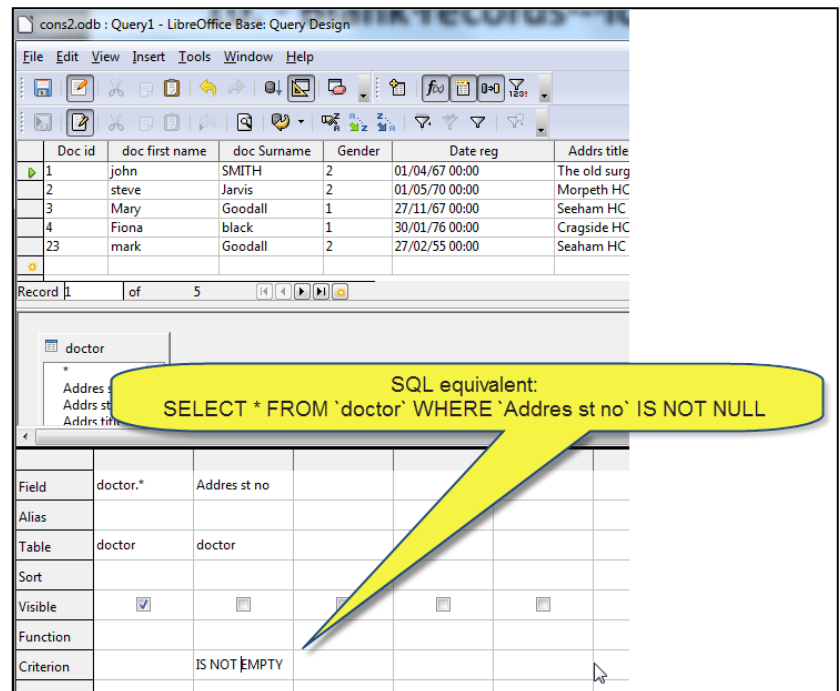 cons2.odb : Query1 - LibreOffice Base: Query Design
File Edit View Insert Tools Window Help
Doc id doc first name doc Surname Gender Date reg Addrs title
1 john SMITH 2 01/04/67 00:00 The old surg
2 steve Jarvis 2 01/05/70 00:00 Morpeth HC
3 Mary Goodall 1 27/11/67 00:00 Seeham HC
4 Fiona black 1 30/01/76 00:00 Cragside HC
23 mark Goodall 2 27/02/55 00:00 Seaham HC
Record 1 of 5
doctor
*
Addres s
Addrs st
Addrs titl
SQL equivalent:
SELECT * FROM `doctor` WHERE `Addres st no` IS NOT NULL
Field doctor.* Addres st no
Alias
Table doctor doctor
Sort
Visible
Function
Criterion IS NOT EMPTY